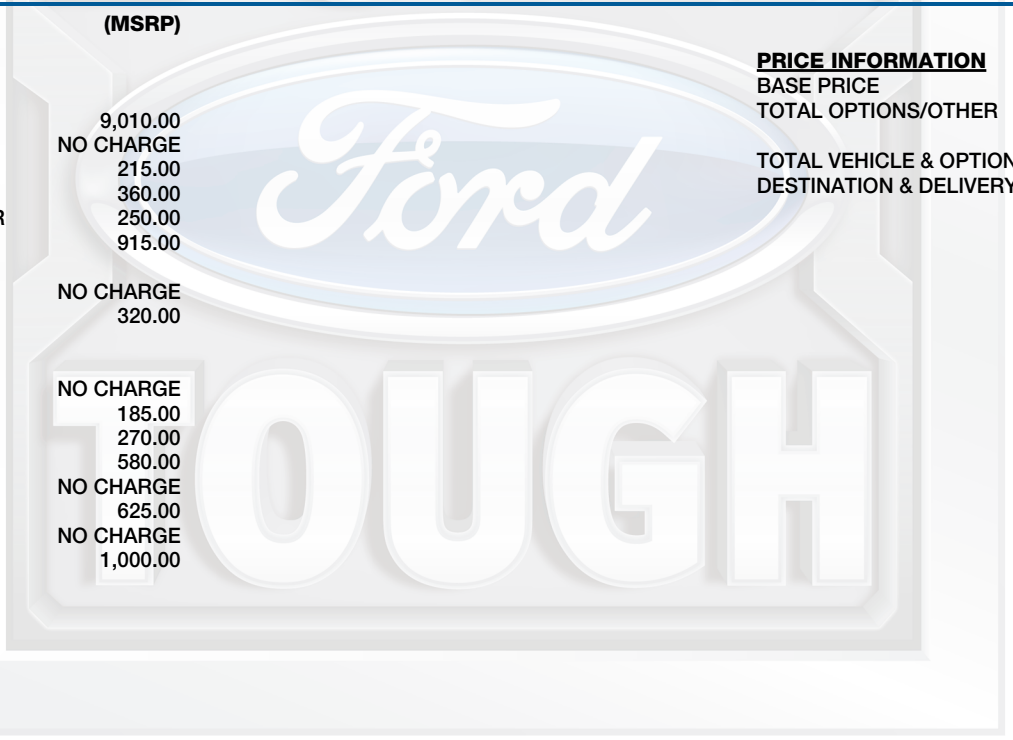 (MSRP)
9,010.00
NO CHARGE
215.00
360.00
R 250.00
915.00
NO CHARGE
320.00
NO CHARGE
185.00
270.00
580.00
NO CHARGE
625.00
NO CHARGE
1,000.00
PRICE INFORMATION
BASE PRICE
TOTAL OPTIONS/OTHER
TOTAL VEHICLE & OPTION
DESTINATION & DELIVERY
Ford
TOUGH